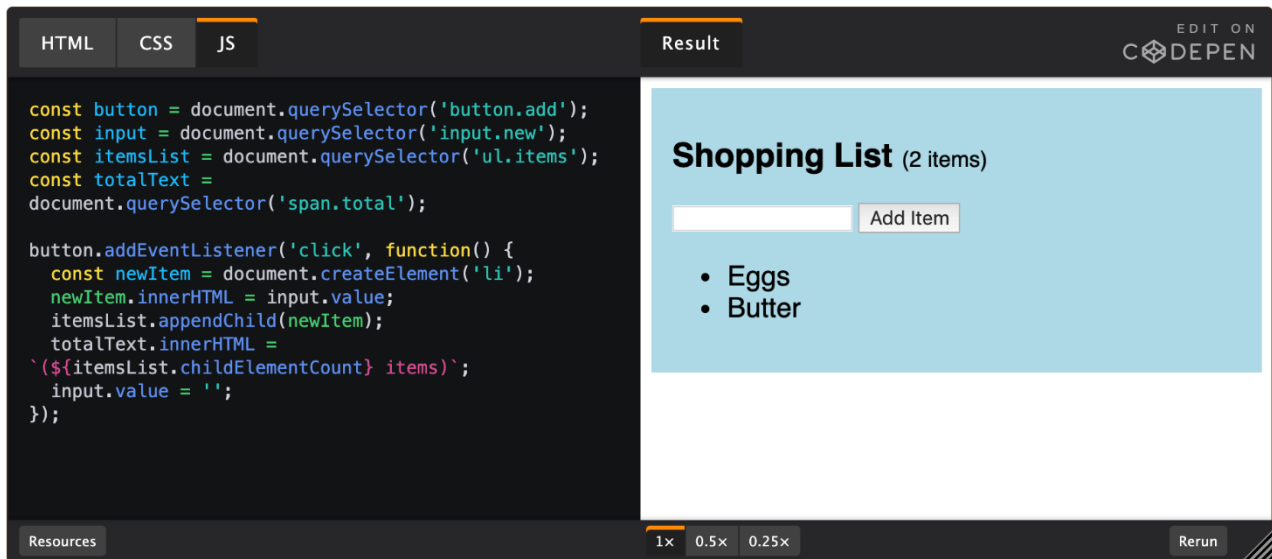 HTML CSS JS
const button = document.querySelector('button.add');
const input = document.querySelector('input.new');
const itemsList = document.querySelector('ul.items');
const totalText =
document.querySelector('span.total');
button.addEventListener('click', function() {
  const newItem = document.createElement('li');
  newItem.innerHTML = input.value;
  itemsList.appendChild(newItem);
  totalText.innerHTML =
`(${itemsList.childElementCount} items)`;
  input.value = '';
});
Resources
Result
EDIT ON
CODEPEN
Shopping List (2 items)
Add Item
• Eggs
• Butter
1× 0.5× 0.25× Rerun